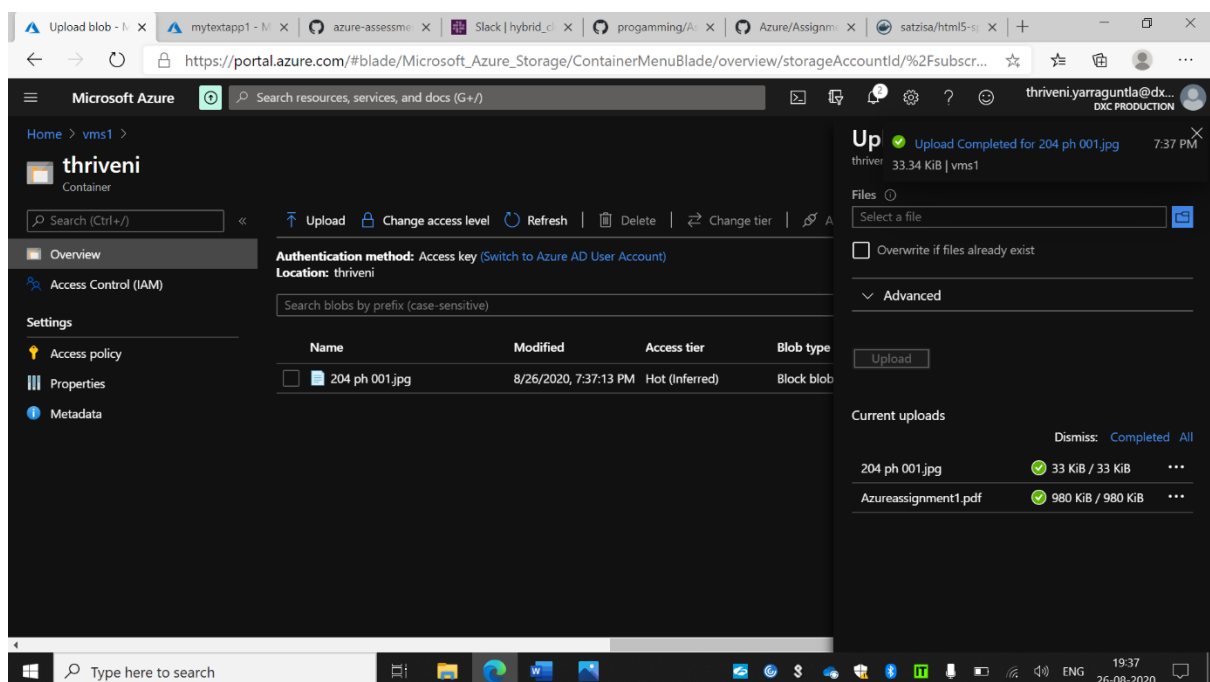 Upload blob - M
mytextapp1 - M
azure-assessme
Slack | hybrid_cl
progamming/A
Azure/Assignm
satzisa/html5-s
https://portal.azure.com/#blade/Microsoft_Azure_Storage/ContainerMenuBlade/overview/storageAccountId/%2Fsubscr...
Microsoft Azure
Search resources, services, and docs (G+/)
2
thriveni.yarraguntla@dx...
DXC PRODUCTION
Home > vms1 >
thriveni
Container
Search (Ctrl+/)
Overview
Access Control (IAM)
Settings
Access policy
Properties
Metadata
Upload Change access level Refresh | Delete | Change tier | A
Authentication method: Access key (Switch to Azure AD User Account)
Location: thriveni
Search blobs by prefix (case-sensitive)
Name Modified Access tier Blob type
204 ph 001.jpg 8/26/2020, 7:37:13 PM Hot (Inferred) Block blob
Up
thriver
Upload Completed for 204 ph 001.jpg 7:37 PM
33.34 KiB | vms1
Files
Select a file
Overwrite if files already exist
Advanced
Upload
Current uploads
Dismiss: Completed All
204 ph 001.jpg 33 KiB / 33 KiB
Azureassignment1.pdf 980 KiB / 980 KiB
Type here to search
ENG
19:37
26-08-2020